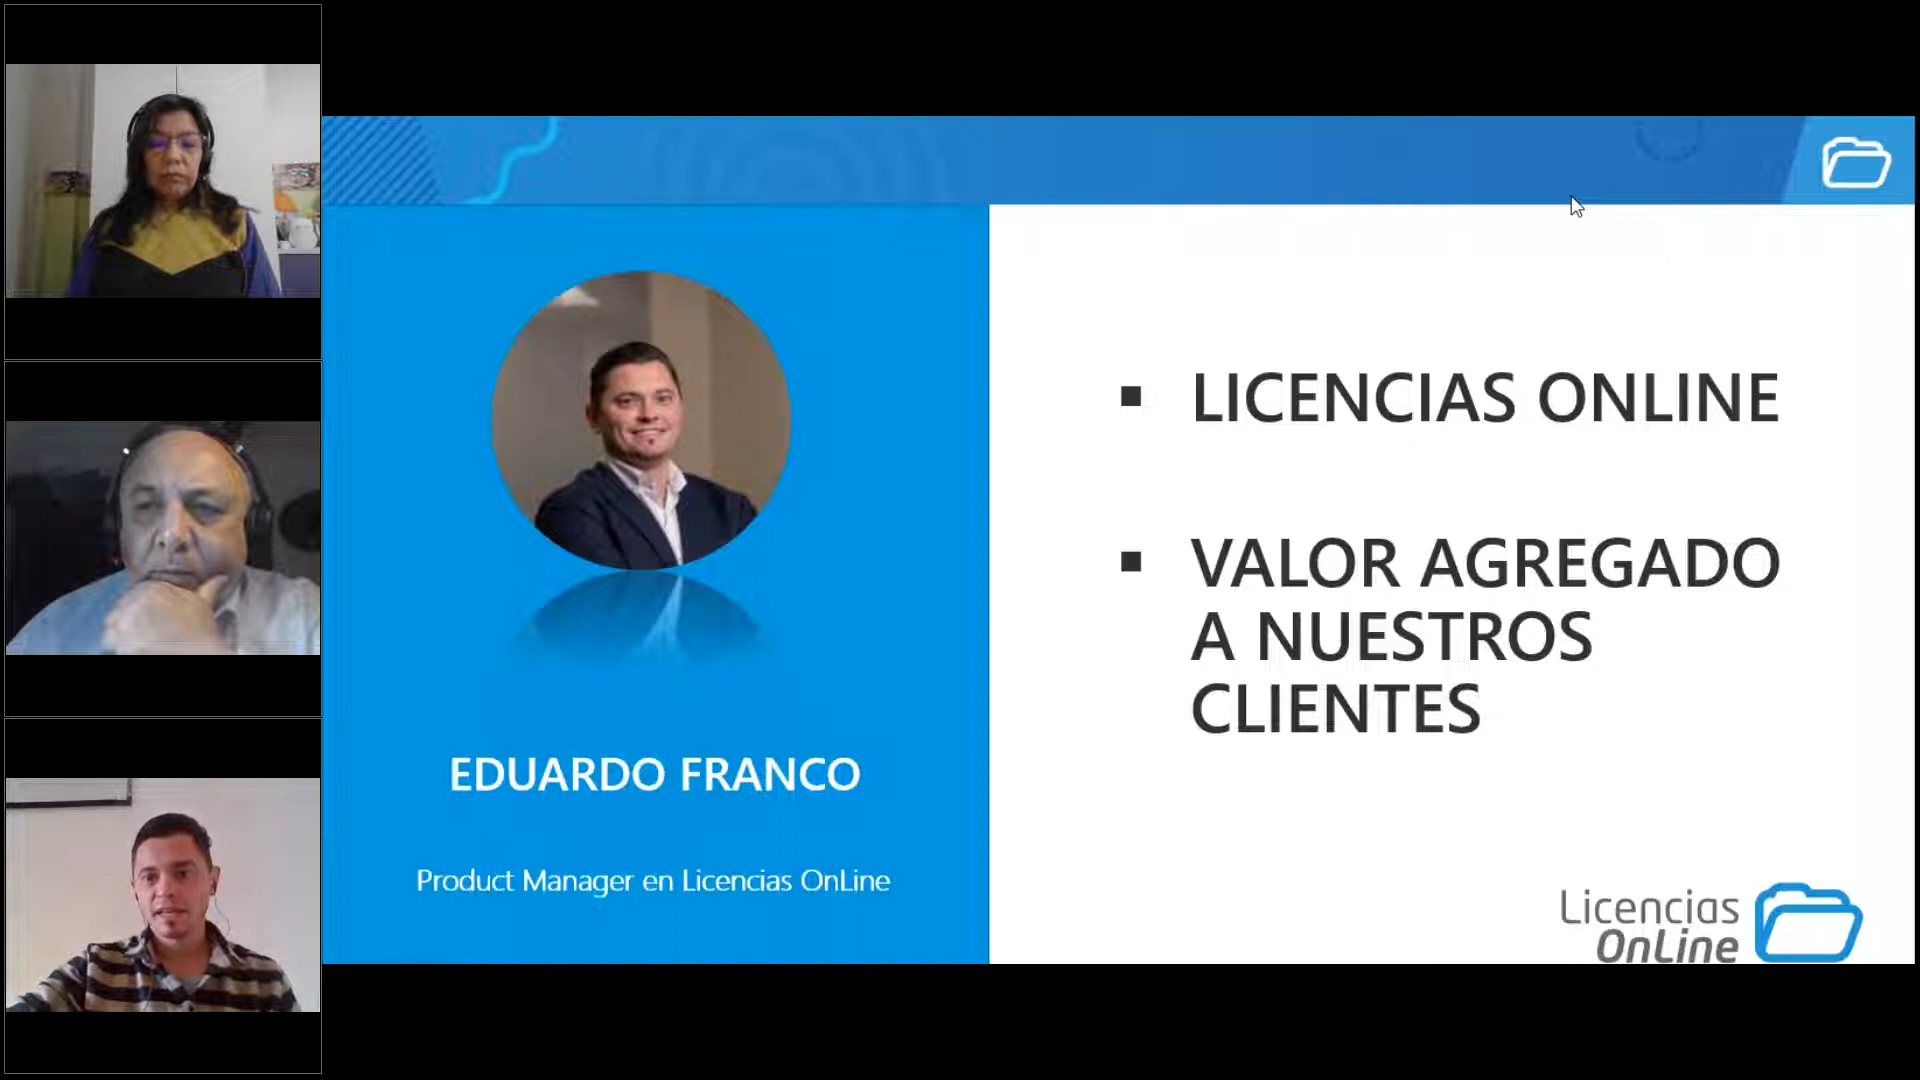 EDUARDO FRANCO
Product Manager en Licencias OnLine
▪ LICENCIAS ONLINE
▪ VALOR AGREGADO
A NUESTROS
CLIENTES
Licencias
OnLine